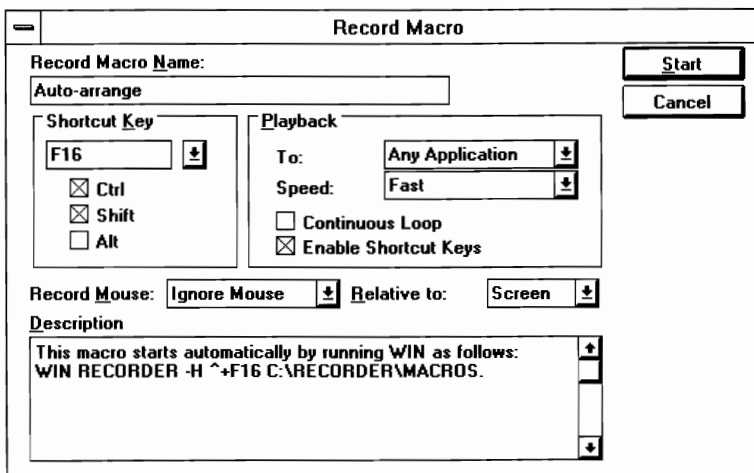 Record Macro
Record Macro Name:
Auto-arrange
Start
Cancel
Shortcut Key
F16
Ctrl
Shift
Alt
Playback
To: Any Application
Speed: Fast
Continuous Loop
Enable Shortcut Keys
Record Mouse: Ignore Mouse Relative to: Screen
Description
This macro starts automatically by running WIN as follows:
WIN RECORDER -H ^+F16 C:\RECORDER\MACROS.